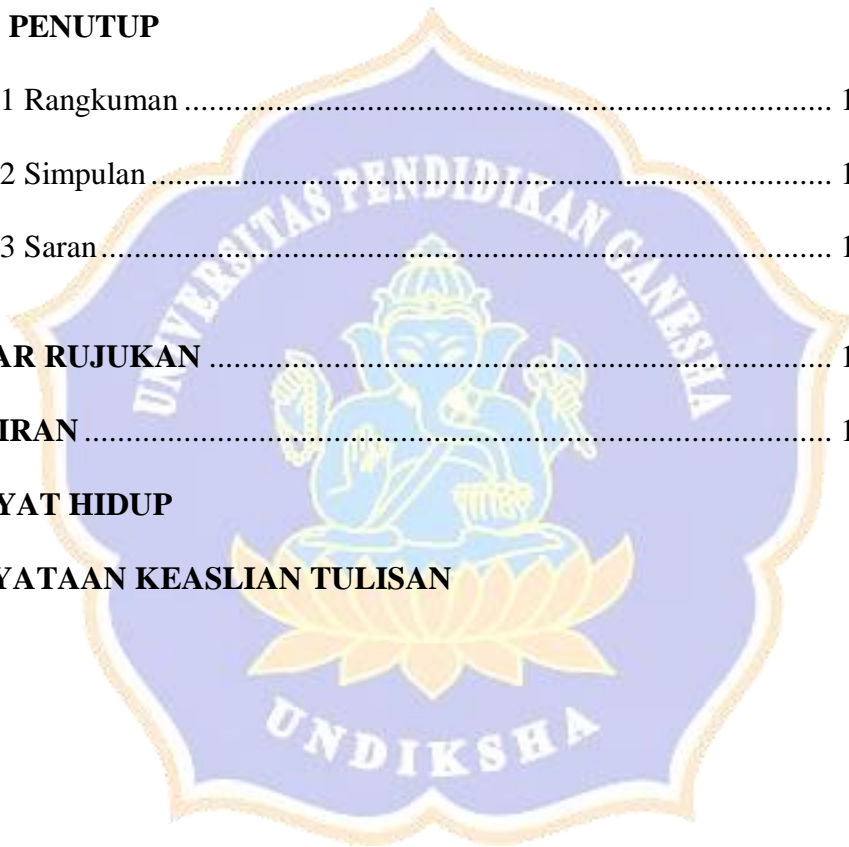 PENUTUP
1 Rangkuman ................................................................................. 1
2 Simpulan ..................................................................................... 1
3 Saran ........................................................................................... 1
AR RUJUKAN .............................................................................. 1
IRAN ............................................................................................. 1
YAT HIDUP
YATAAN KEASLIAN TULISAN
UNIVERSITAS PENDIDIKAN GANESHA
UNDIKSHA